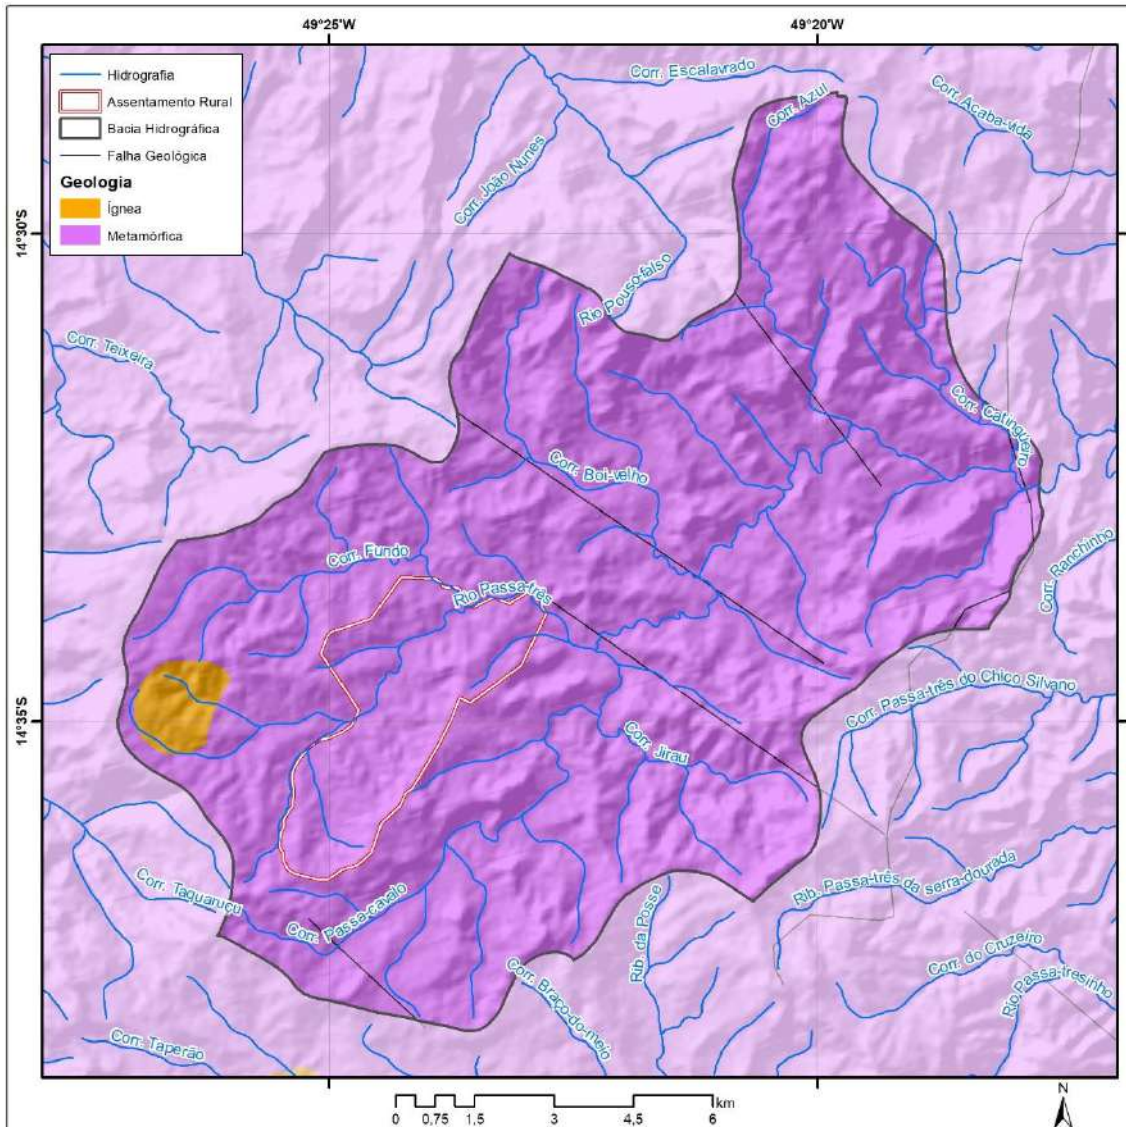 49°25'W
49°20'W
Hidrografia
Assentamento Rural
Bacia Hidrográfica
Falha Geológica
Geologia
Ígnea
Metamórfica
Corr. Escalavrado
Corr. Azul
Corr. Acaba-vida
Corr. João Nunes
14°30'S
Rio Pouso-falso
Corr. Teixeira
Corr. Catingueiro
Corr. Boi-velho
Corr. Fundo
Corr. Ranchinho
Rio Passa-três
Corr. Passa-três do Chico Silvano
14°35'S
Corr. Jirau
Corr. Taquaruçu
Corr. Passa-cavalo
Rib. Passa-três da serra-dourada
Rib. da Posse
Corr. do Cruzeiro
Corr. Braço-do-meio
Rio Passa-tresinho
Corr. Taperão
N
km
0 0,75 1,5 3 4,5 6